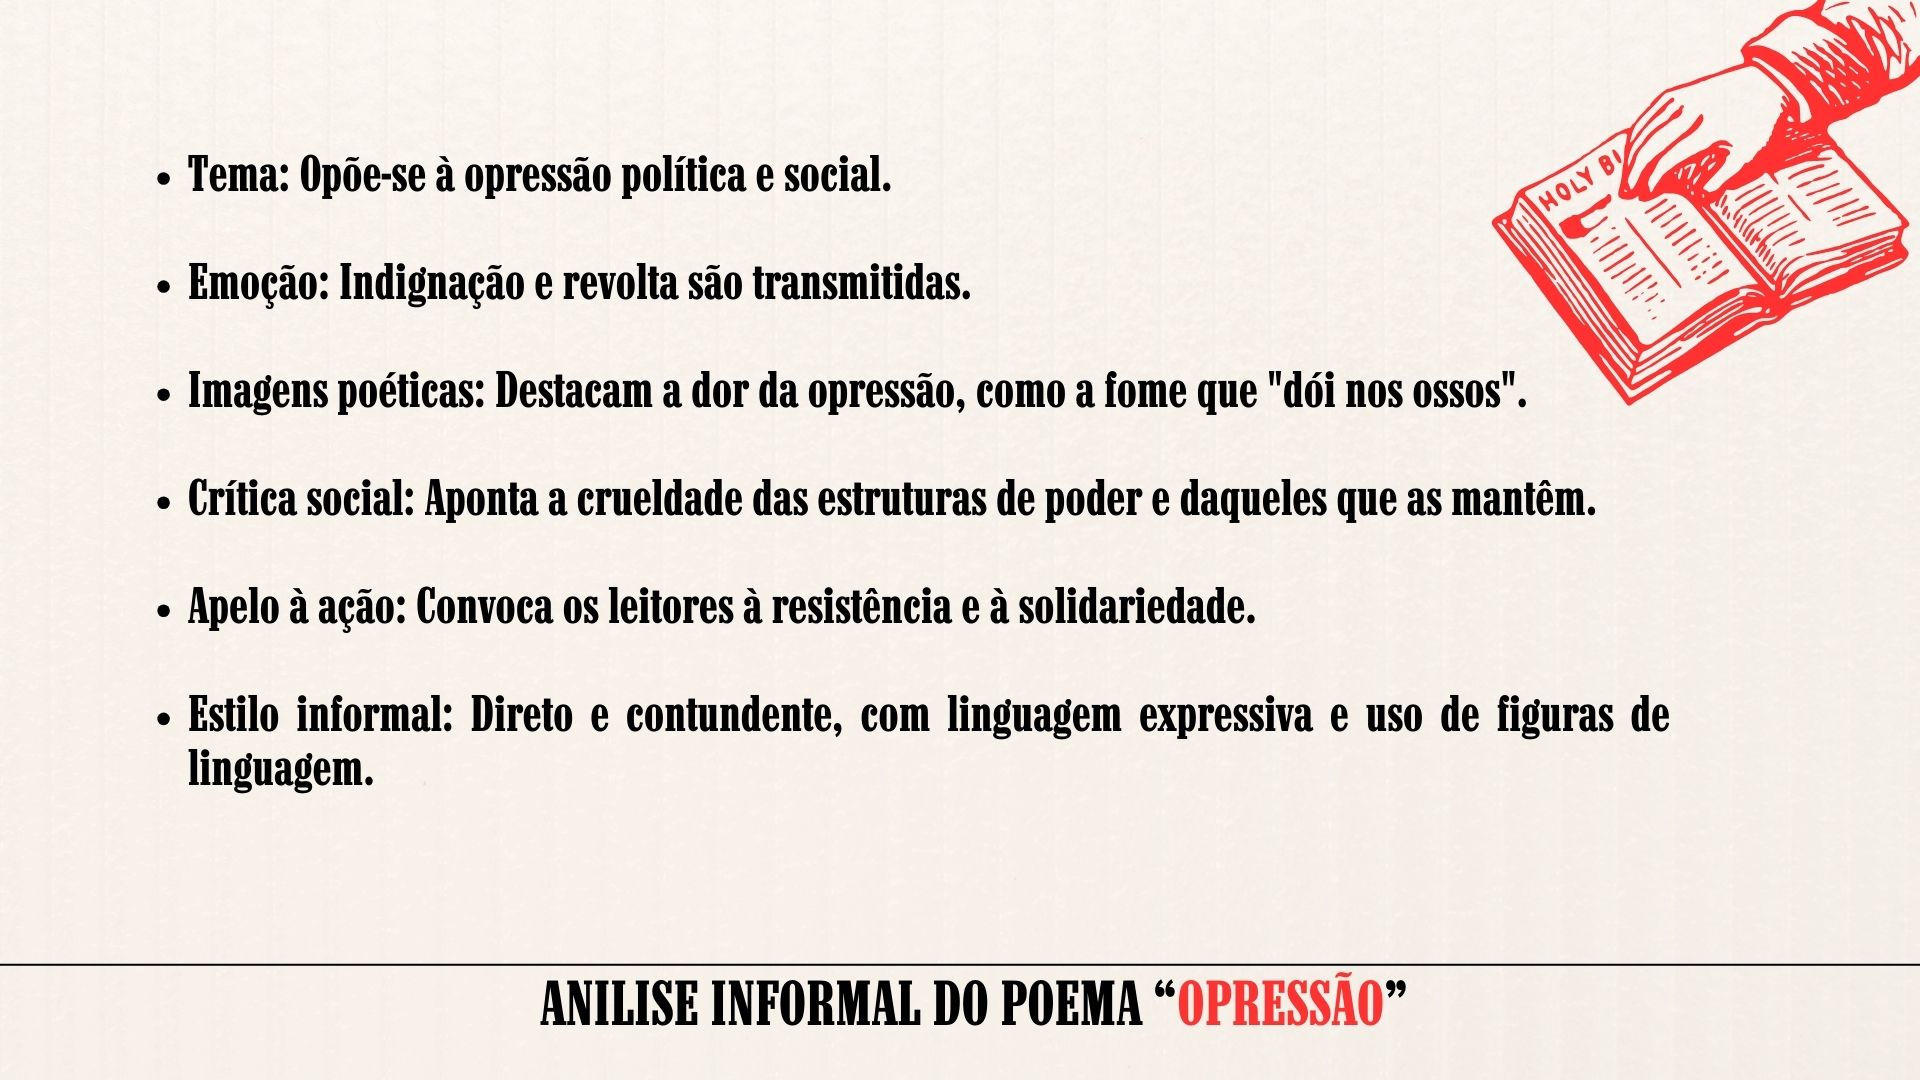 HOLY BI
• Tema: Opõe-se à opressão política e social.
• Emoção: Indignação e revolta são transmitidas.
• Imagens poéticas: Destacam a dor da opressão, como a fome que "dói nos ossos".
• Crítica social: Aponta a crueldade das estruturas de poder e daqueles que as mantêm.
• Apelo à ação: Convoca os leitores à resistência e à solidariedade.
• Estilo informal: Direto e contundente, com linguagem expressiva e uso de figuras de
linguagem.
ANILISE INFORMAL DO POEMA “OPRESSÃO”